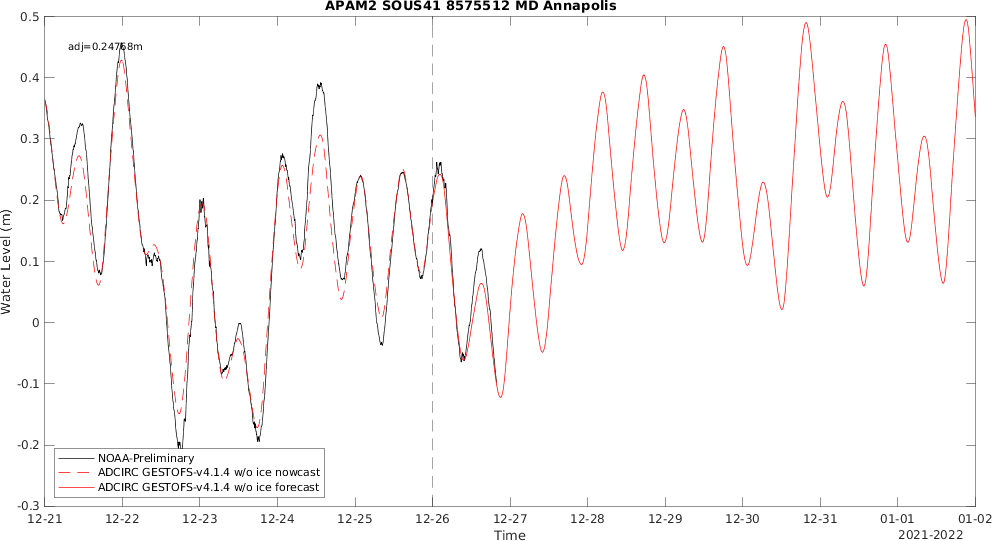 APAM2 SOUS41 8575512 MD Annapolis
adj=0.24768m
0.5
0.4
0.3
0.2
0.1
0
-0.1
-0.2
-0.3
Water Level (m)
NOAA-Preliminary
ADCIRC GESTOFS-v4.1.4 w/o ice nowcast
ADCIRC GESTOFS-v4.1.4 w/o ice forecast
12-21 12-22 12-23 12-24 12-25 12-26 12-27 12-28 12-29 12-30 12-31 01-01 01-02
Time
2021-2022